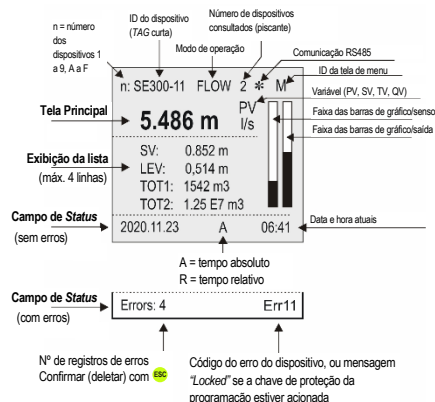 n = número
dos
dispositivos 1
a 9, A a F
ID do dispositivo
(TAG curta)
Número de dispositivos
consultados (piscante)
Modo de operação
Comunicação RS485
ID da tela de menu
Variável (PV, SV, TV, QV)
Faixa das barras de gráfico/senso
Faixa das barras de gráfico/saída
n: SE300-11 FLOW 2 * M
Tela Principal
5.486 m
PV
l/s
Exibição da lista
(máx. 4 linhas)
SV: 0.852 m
LEV: 0,514 m
TOT1: 1542 m3
TOT2: 1.25 E7 m3
Campo de Status
(sem erros)
2020.11.23 A 06:41
Data e hora atuais
A = tempo absoluto
R = tempo relativo
Campo de Status
(com erros)
Errors: 4 Err11
Nº de registros de erros
Confirmar (deletar) com ESC
Código do erro do dispositivo, ou mensagem
"Locked" se a chave de proteção da
programação estiver acionada